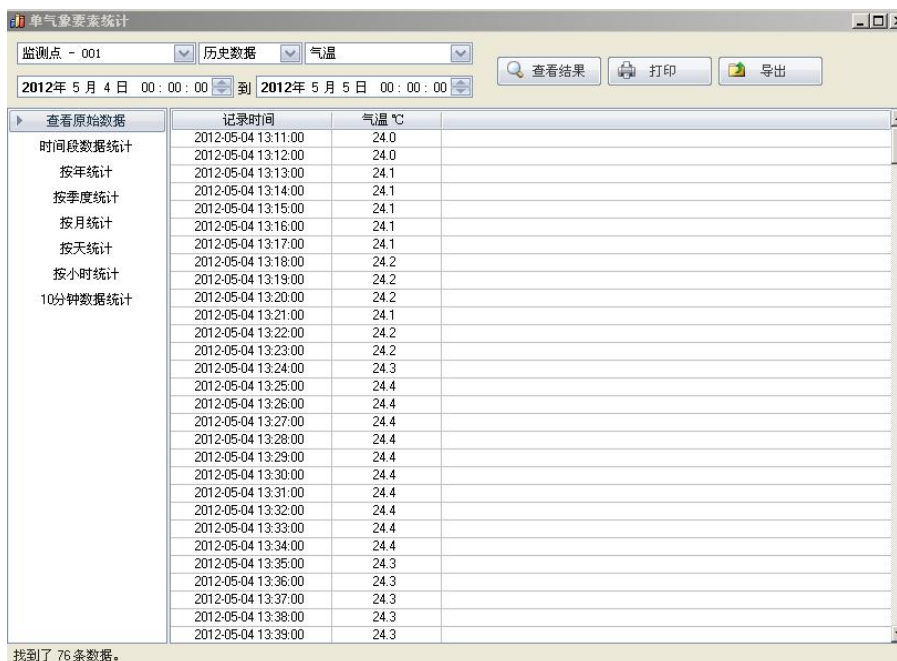 单气象要素统计
监测点 - 001 历史数据 气温
查看结果 打印 导出
2012年 5 月 4 日 00 : 00 : 00 到 2012年 5 月 5 日 00 : 00 : 00
查看原始数据
时间段数据统计
按年统计
按季度统计
按月统计
按天统计
按小时统计
10分钟数据统计
记录时间 气温 ℃
2012-05-04 13:11:00 24.0
2012-05-04 13:12:00 24.0
2012-05-04 13:13:00 24.1
2012-05-04 13:14:00 24.1
2012-05-04 13:15:00 24.1
2012-05-04 13:16:00 24.1
2012-05-04 13:17:00 24.1
2012-05-04 13:18:00 24.2
2012-05-04 13:19:00 24.2
2012-05-04 13:20:00 24.2
2012-05-04 13:21:00 24.1
2012-05-04 13:22:00 24.2
2012-05-04 13:23:00 24.2
2012-05-04 13:24:00 24.3
2012-05-04 13:25:00 24.4
2012-05-04 13:26:00 24.4
2012-05-04 13:27:00 24.4
2012-05-04 13:28:00 24.4
2012-05-04 13:29:00 24.4
2012-05-04 13:30:00 24.4
2012-05-04 13:31:00 24.4
2012-05-04 13:32:00 24.4
2012-05-04 13:33:00 24.4
2012-05-04 13:34:00 24.4
2012-05-04 13:35:00 24.3
2012-05-04 13:36:00 24.3
2012-05-04 13:37:00 24.3
2012-05-04 13:38:00 24.3
2012-05-04 13:39:00 24.3
找到了 76 条数据。